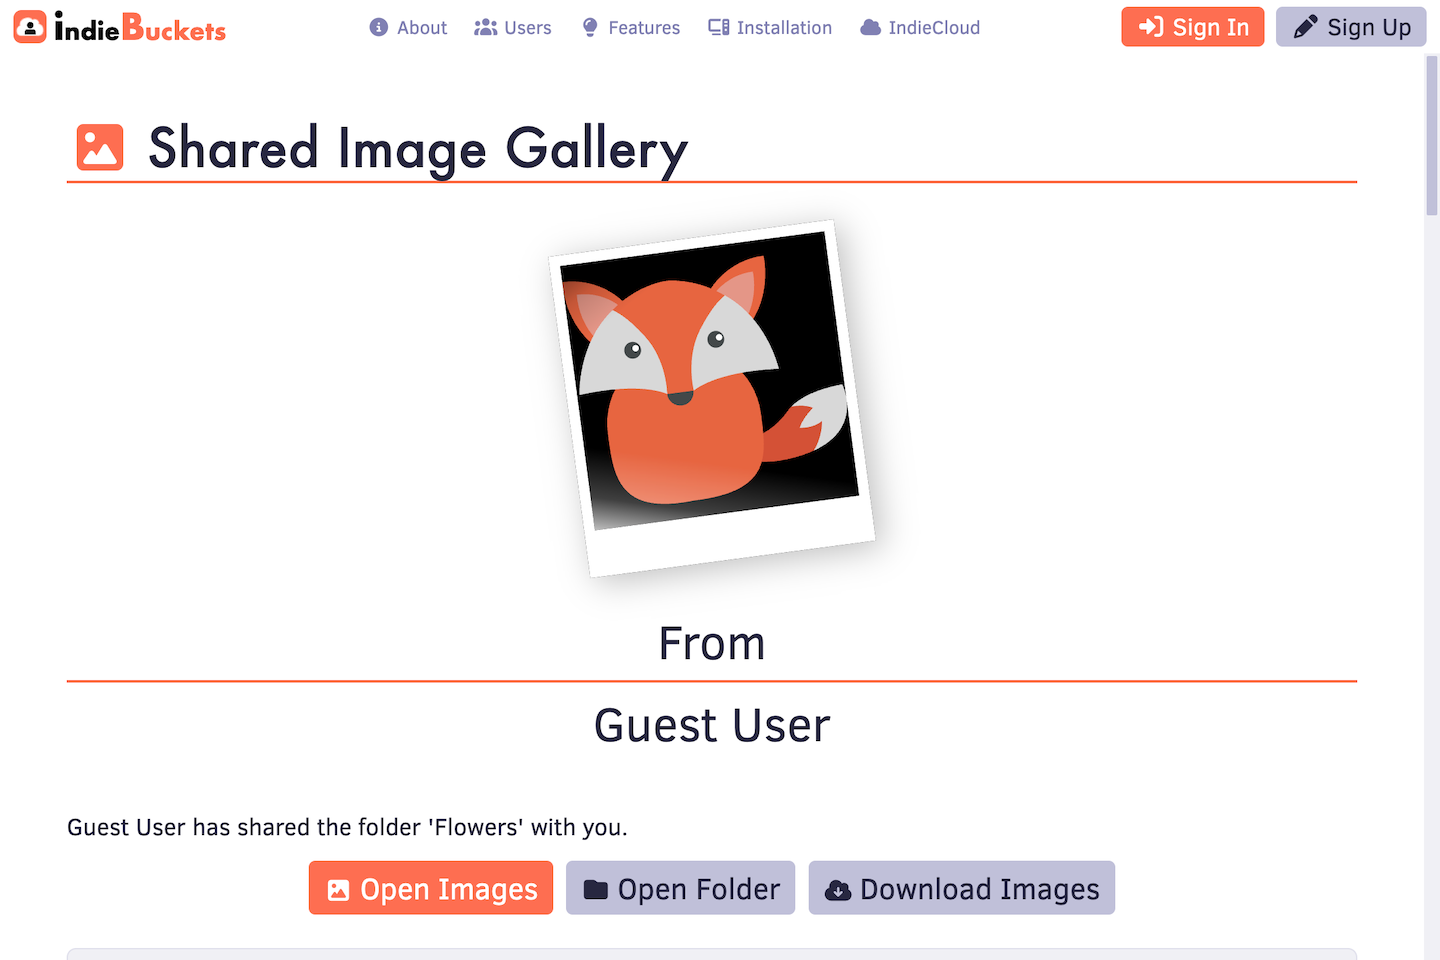 indieBuckets
About
Users
Features
Installation
IndieCloud
Sign In
Sign Up
Shared Image Gallery
From
Guest User
Guest User has shared the folder 'Flowers' with you.
Open Images
Open Folder
Download Images